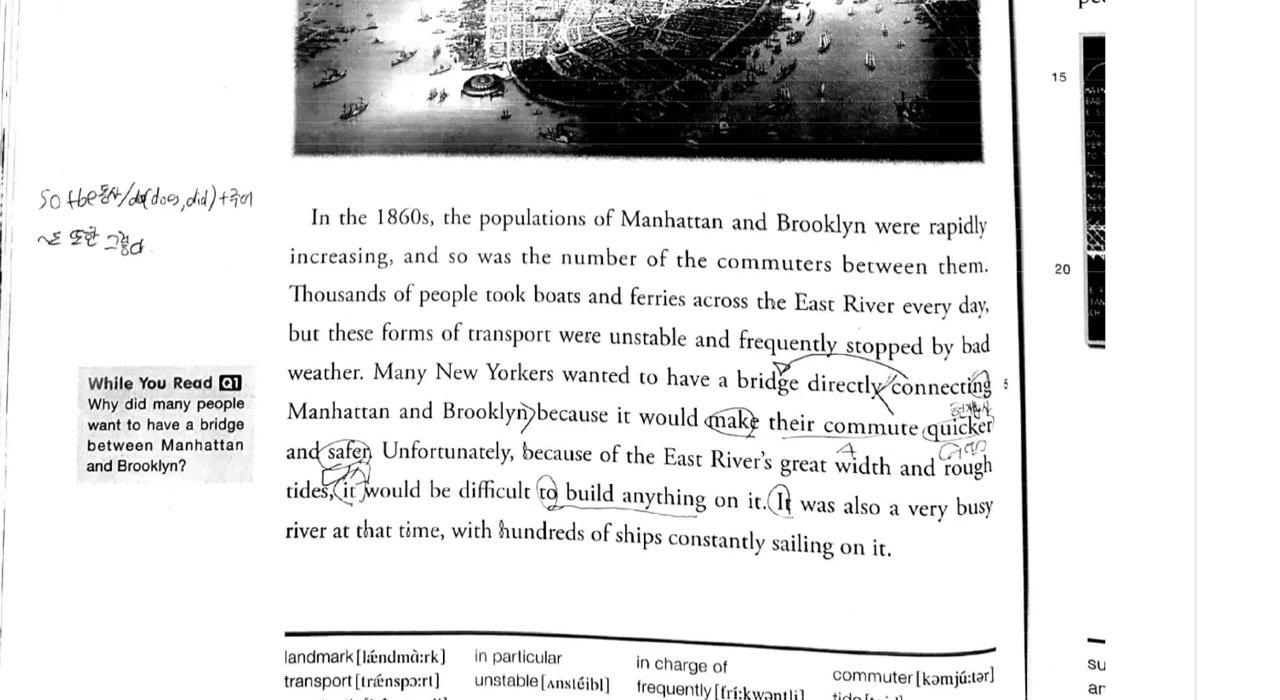 15
So+be동사/do(does, did)+주어
~도 또한 그렇다.
In the 1860s, the populations of Manhattan and Brooklyn were rapidly
increasing, and so was the number of the commuters between them.
20
Thousands of people took boats and ferries across the East River every day,
but these forms of transport were unstable and frequently stopped by bad
weather. Many New Yorkers wanted to have a bridge directly connecting
5
Manhattan and Brooklyn, because it would make their commute quicker
and safer. Unfortunately, because of the East River's great width and rough
tides, it would be difficult to build anything on it. It was also a very busy
river at that time, with hundreds of ships constantly sailing on it.
While You Read Q1
Why did many people
want to have a bridge
between Manhattan
and Brooklyn?
landmark [lǽndmɑ̀ːrk]
transport [trǽnspɔːrt]
in particular
unstable [ʌnstéibl]
in charge of
frequently [fríːkwəntli]
commuter [kəmjúːtər]
su
ar